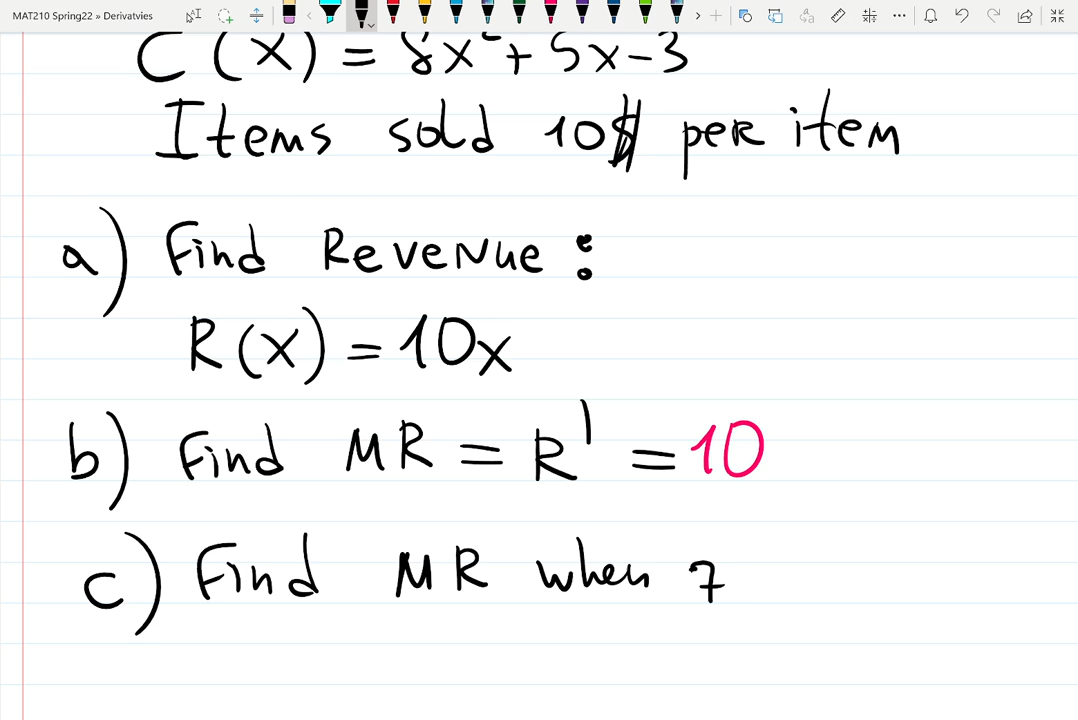 MAT210 Spring22 » Derivatvies
C(x) = 8x² + 5x - 3
Items sold 10$ per item
a) Find Revenue :
R(x) = 10x
b) Find MR = R' = 10
c) Find MR when 7